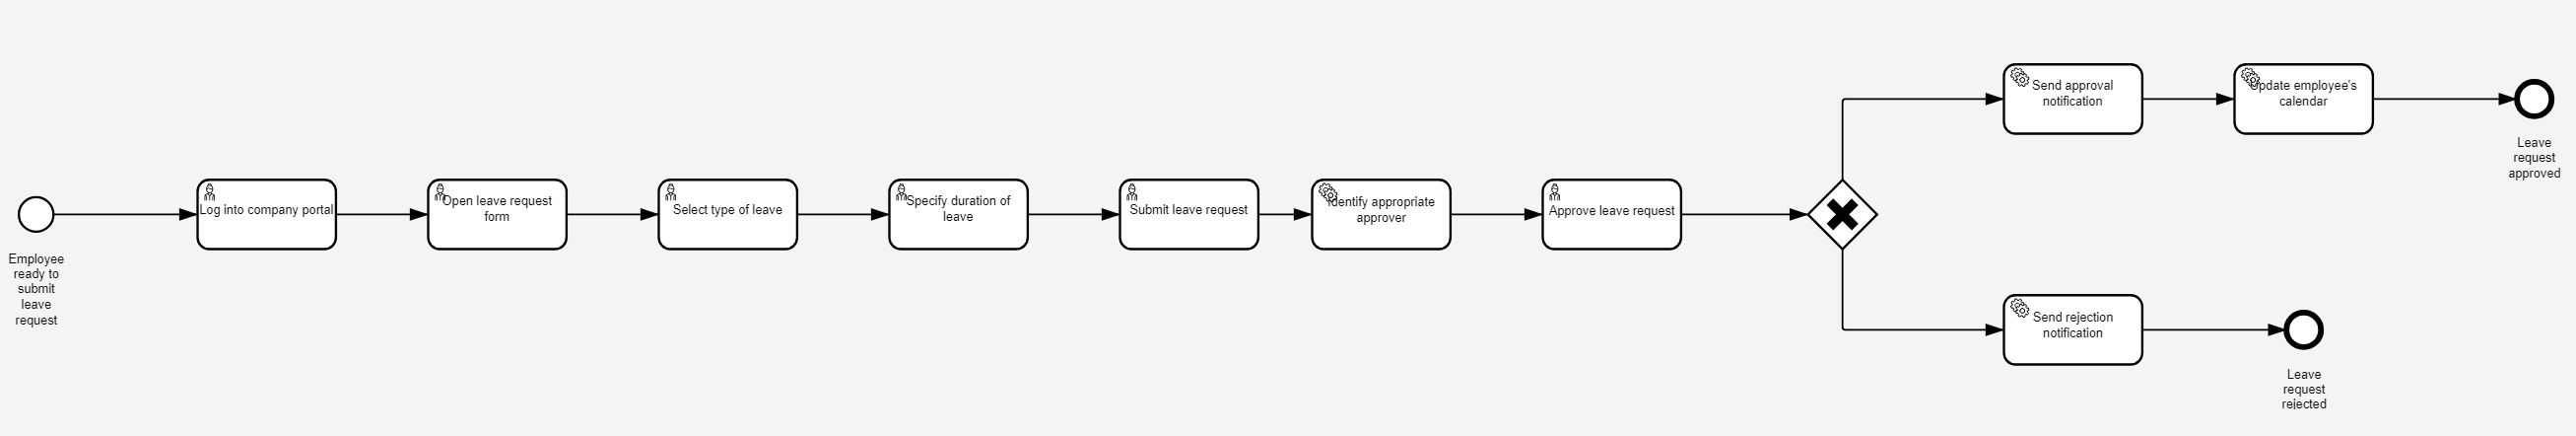 Employee
ready to
submit
leave
request
Log into company portal
Open leave request
form
Select type of leave
Specify duration of
leave
Submit leave request
Identify appropriate
approver
Approve leave request
Send approval
notification
Update employee's
calendar
Leave
request
approved
Send rejection
notification
Leave
request
rejected